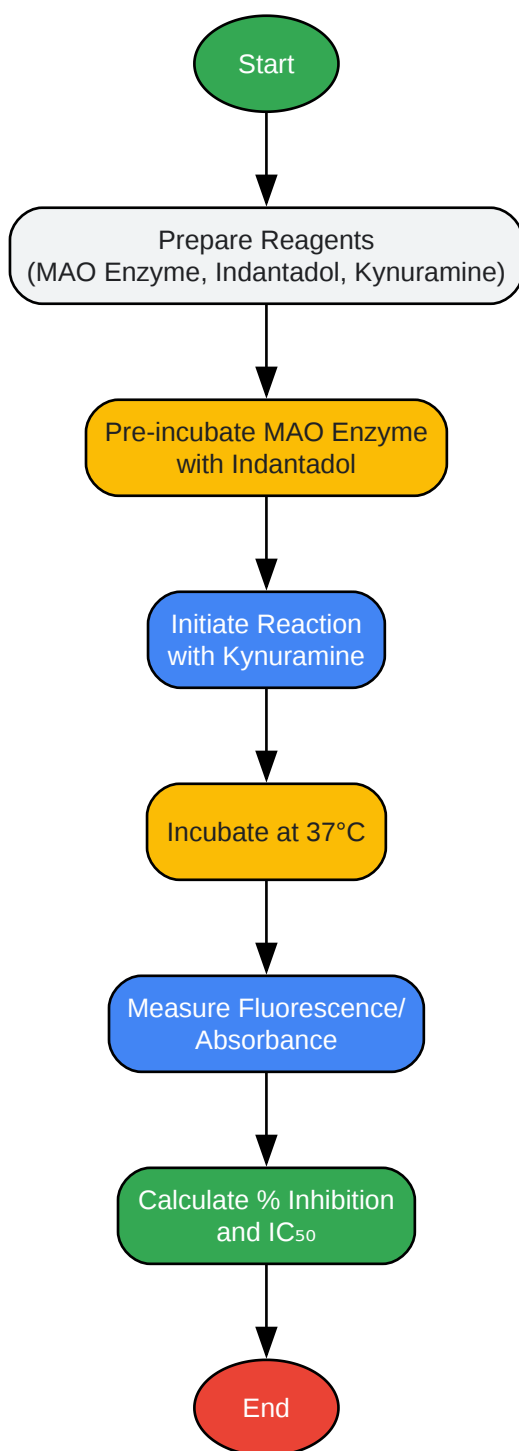 Start
Prepare Reagents
(MAO Enzyme, Indantadol, Kynuramine)
Pre-incubate MAO Enzyme
with Indantadol
Initiate Reaction
with Kynuramine
Incubate at 37°C
Measure Fluorescence/
Absorbance
Calculate % Inhibition
and IC₅₀
End